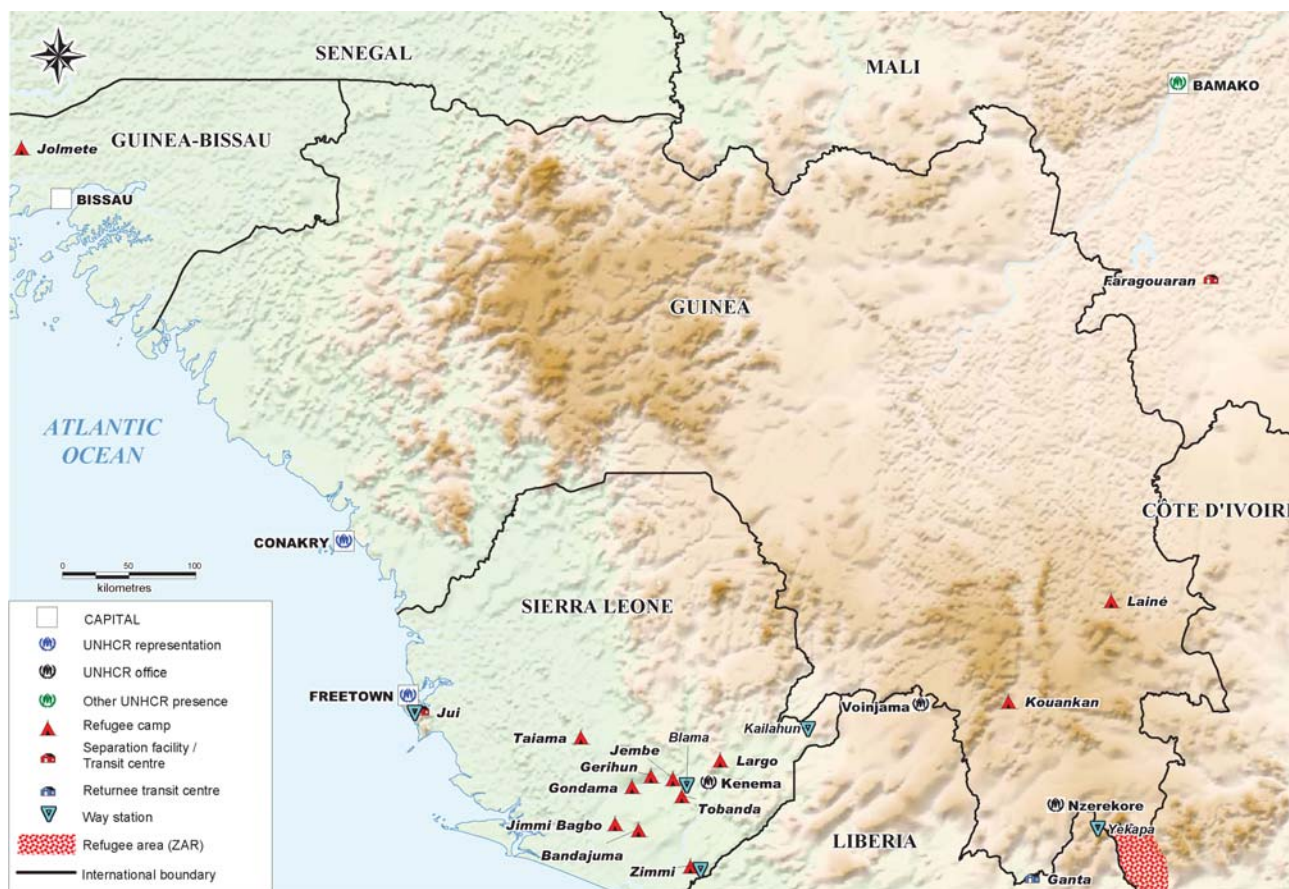 SENEGAL
MALI
BAMAKO
GUINEA-BISSAU
Jolmete
BISSAU
Faragouaran
GUINEA
ATLANTIC
OCEAN
CÔTE D'IVOIRE
CONAKRY
0 50 100
kilometres
SIERRA LEONE
Lainé
FREETOWN
Jui
Voinjama
Kouankan
Kailahun
Taiama
Blama
Jembe
Largo
Gerihun
Kenema
Gondama
Tobanda
Nzerekore
Jimmi Bagbo
Yekapa
LIBERIA
Bandajuma
Zimmi
Ganta
CAPITAL
UNHCR representation
UNHCR office
Other UNHCR presence
Refugee camp
Separation facility /
Transit centre
Returnee transit centre
Way station
Refugee area (ZAR)
International boundary